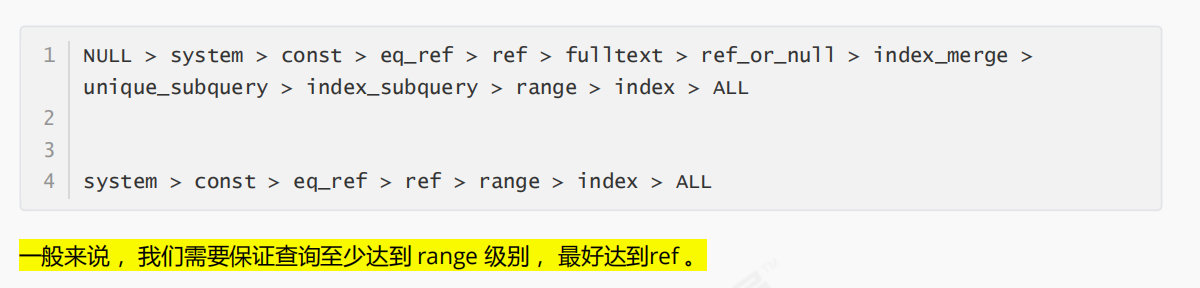 1 NULL > system > const > eq_ref > ref > fulltext > ref_or_null > index_merge >
unique_subquery > index_subquery > range > index > ALL
2
3
4 system > const > eq_ref > ref > range > index > ALL
一般来说 ， 我们需要保证查询至少达到 range 级别 ， 最好达到ref 。